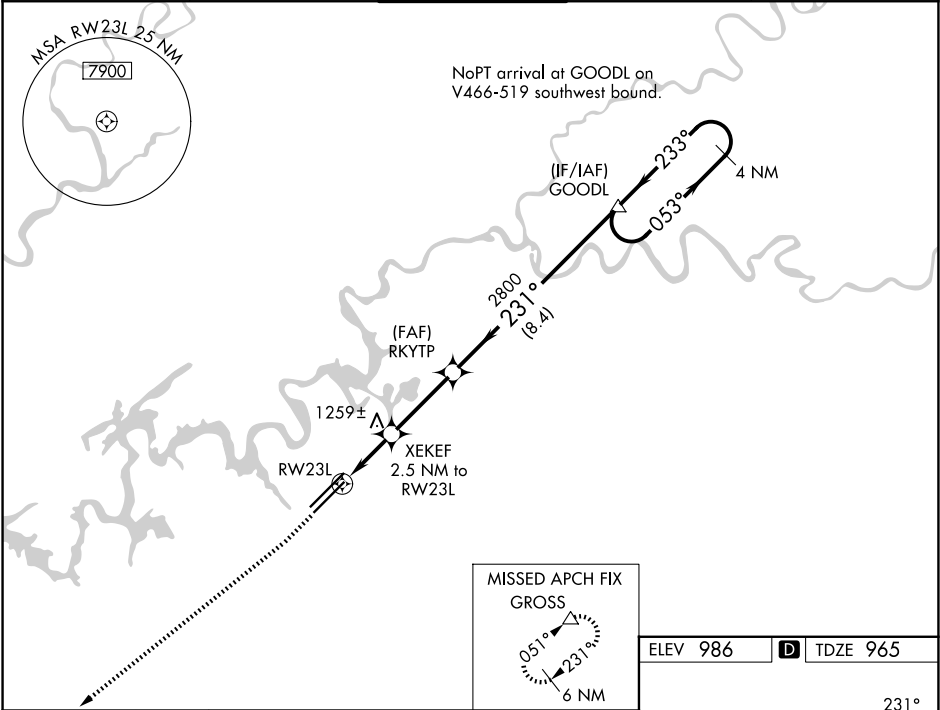 MSA RW23L 25 NM
7900
NoPT arrival at GOODL on
V466-519 southwest bound.
(IF/IAF)
GOODL
233°
053°
4 NM
2800
231°
(8.4)
(FAF)
RKYTP
1259±
XEKEF
2.5 NM to
RW23L
RW23L
MISSED APCH FIX
GROSS
051°
231°
6 NM
ELEV 986
D
TDZE 965
231°